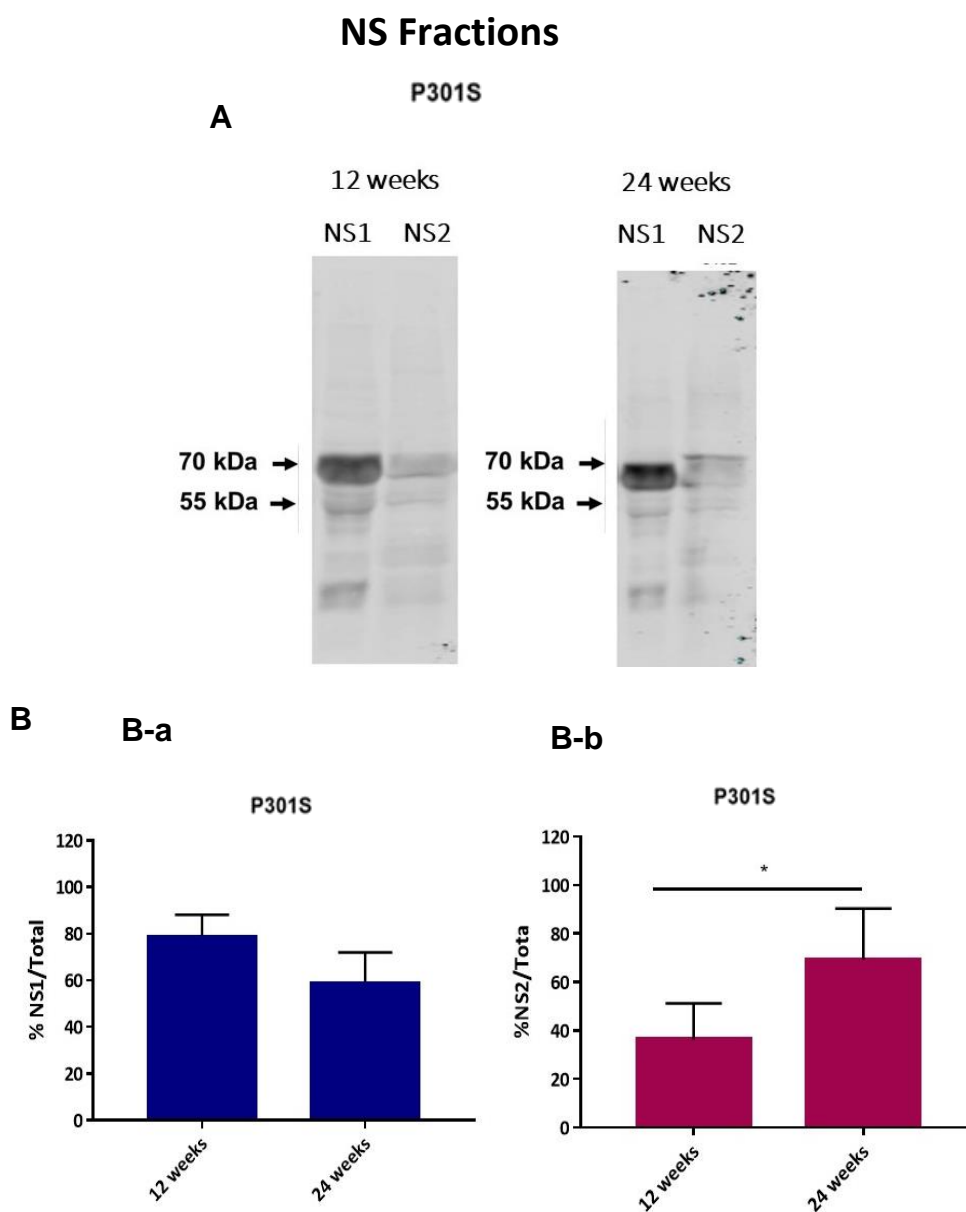 NS Fractions
P301S
A
12 weeks
NS1 NS2
24 weeks
NS1 NS2
70 kDa
55 kDa
70 kDa
55 kDa
B
B-a
P301S
% NS1/Total
120
100
80
60
40
20
0
12 weeks
24 weeks
B-b
P301S
%NS2/Tota
120
100
80
60
40
20
0
*
12 weeks
24 weeks